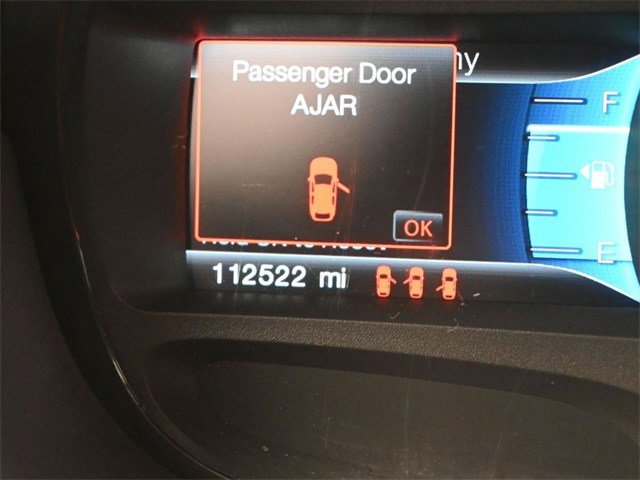 Passenger Door
AJAR
OK
112522 mi
F
E